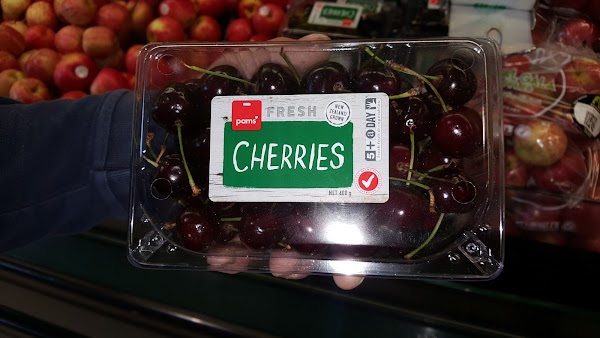 pams
FRESH
NEW
ZEALAND
GROWN
5+ A DAY
CHERRIES
NET 400 g